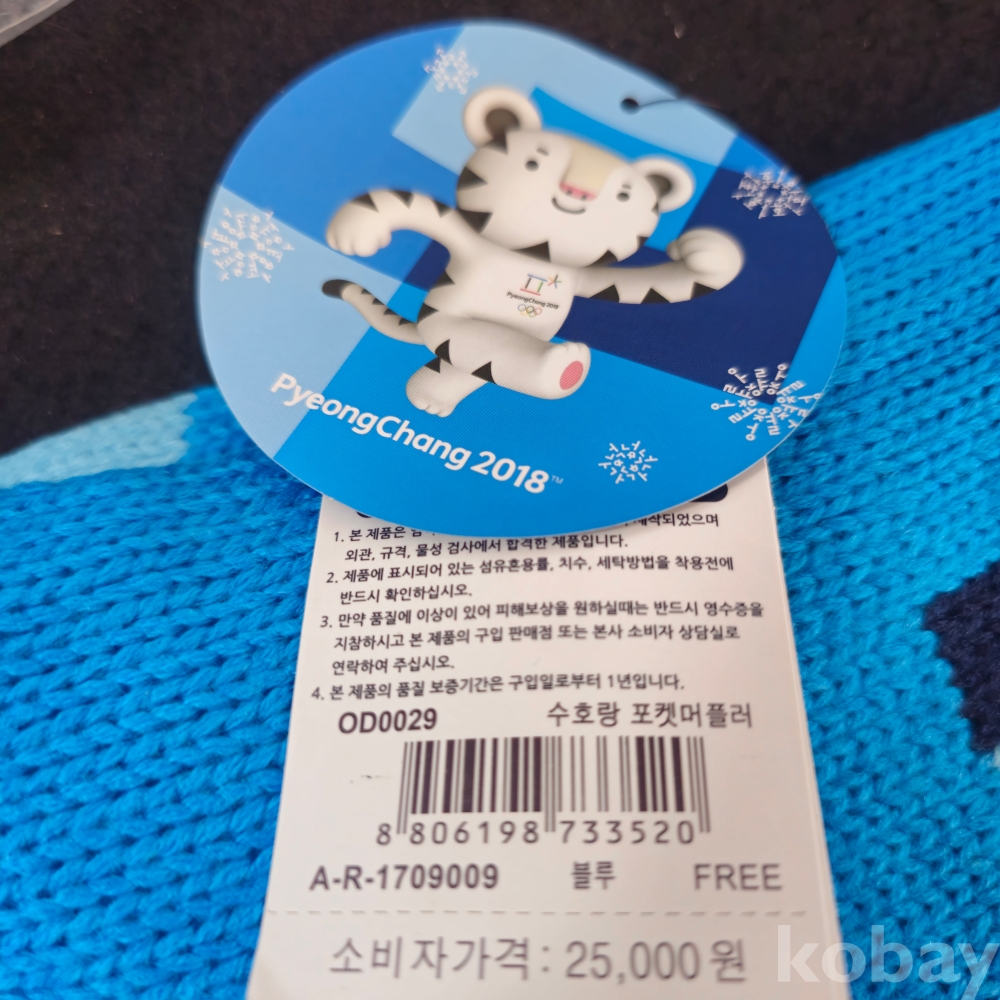 PyeongChang 2018
PyeongChang 2018™
1. 본 제품은
제작되었으며
외관, 규격, 물성 검사에서 합격한 제품입니다.
2. 제품에 표시되어 있는 섬유혼용률, 치수, 세탁방법을 착용전에
반드시 확인하십시오.
3. 만약 품질에 이상이 있어 피해보상을 원하실때는 반드시 영수증을
지참하시고 본 제품의 구입 판매점 또는 본사 소비자 상담실로
연락하여 주십시오.
4. 본 제품의 품질 보증기간은 구입일로부터 1년입니다.
OD0029 수호랑 포켓머플러
8 806198 733520
A-R-1709009 블루 FREE
소비자가격 : 25,000원
kobay